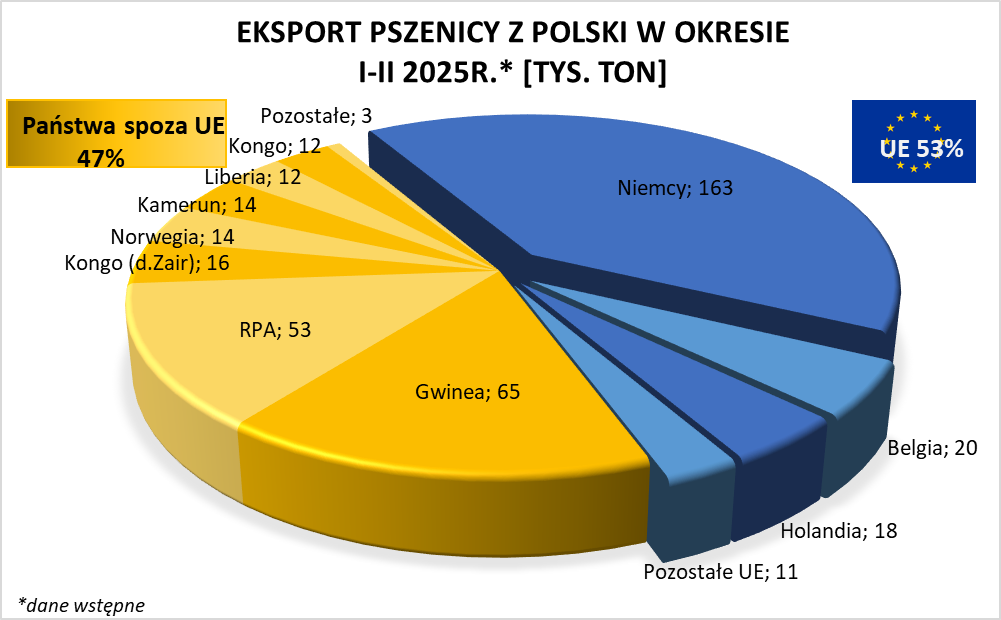 EKSPORT PSZENICY Z POLSKI W OKRESIE
I-II 2025R.* [TYS. TON]
Państwa spoza UE
47%
UE 53%
Pozostałe; 3
Kongo; 12
Liberia; 12
Kamerun; 14
Norwegia; 14
Kongo (d.Zair); 16
RPA; 53
Gwinea; 65
Niemcy; 163
Belgia; 20
Holandia; 18
Pozostałe UE; 11
*dane wstępne